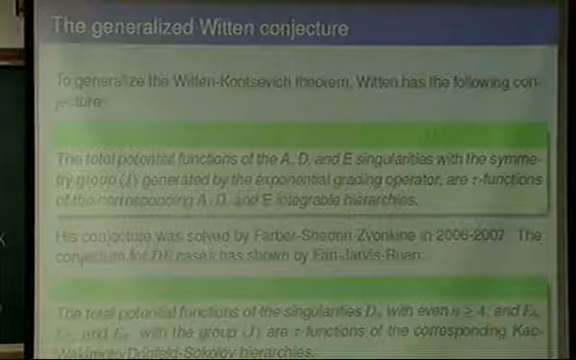 The generalized Witten conjecture
To generalize the Witten-Kontsevich theorem, Witten has the following con-
jecture:
The total potential functions of the A, D, and E singularities with the symme-
try group ⟨J⟩ generated by the exponential grading operator, are τ-functions
of the corresponding A, D, and E integrable hierarchies.
His conjecture was solved by Farber-Shadrin-Zvonkine in 2006-2007. The
conjecture for DE cases has shown by Fan-Jarvis-Ruan:
The total potential functions of the singularities Dn with even n ≥ 4, and E6,
E7, and E8 with the group ⟨J⟩ are τ-functions of the corresponding Kac-
Wakimoto/Drinfeld-Sokolov hierarchies.